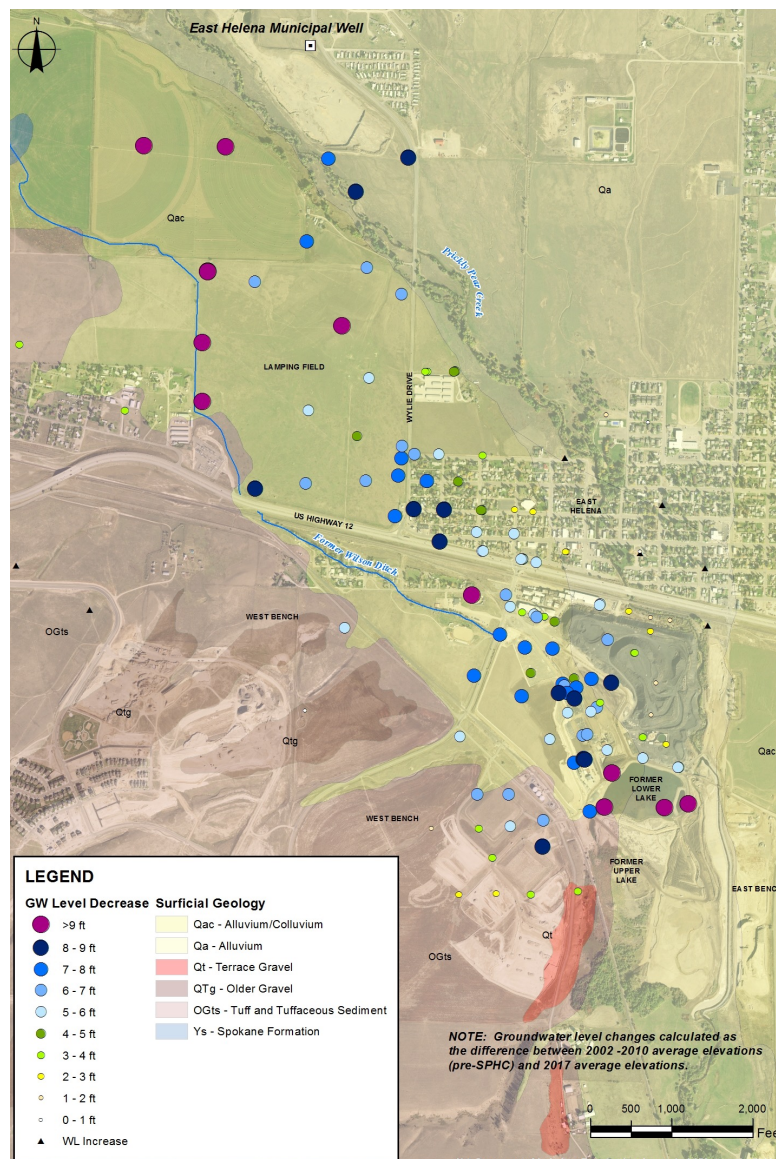 East Helena Municipal Well
N
Qa
Qac
Prickly Pear Creek
LAMPING FIELD
WYLIE DRIVE
EAST
HELENA
US HIGHWAY 12
Former Wilson Ditch
WEST BENCH
OGts
Qtg
Qtg
Qac
FORMER
LOWER
LAKE
WEST BENCH
FORMER
UPPER
LAKE
EAST BENC
Qt
OGts
LEGEND
GW Level Decrease
>9 ft
8 - 9 ft
7 - 8 ft
6 - 7 ft
5 - 6 ft
4 - 5 ft
3 - 4 ft
2 - 3 ft
1 - 2 ft
0 - 1 ft
WL Increase
Surficial Geology
Qac - Alluvium/Colluvium
Qa - Alluvium
Qt - Terrace Gravel
QTg - Older Gravel
OGts - Tuff and Tuffaceous Sediment
Ys - Spokane Formation
NOTE: Groundwater level changes calculated as
the difference between 2002 -2010 average elevations
(pre-SPHC) and 2017 average elevations.
0 500 1,000 2,000
Fee